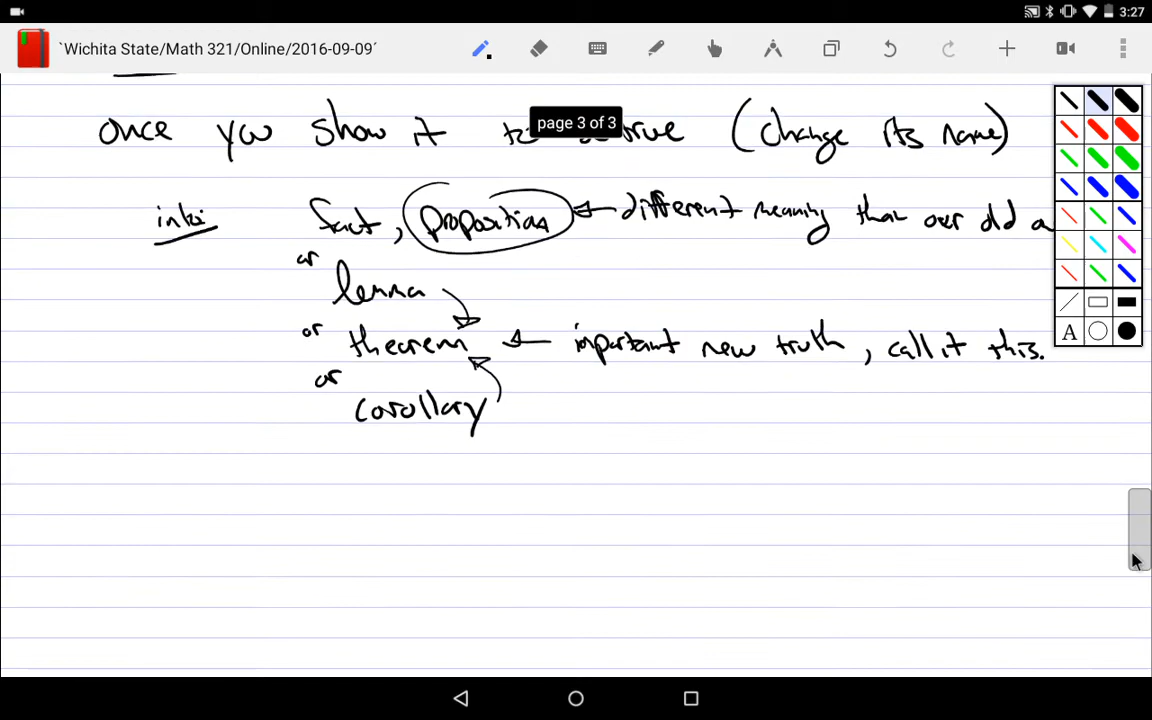 3:27
`Wichita State/Math 321/Online/2016-09-09´
once you show it to true (change its name)
page 3 of 3
into fact, proposition ← different meaning than our old
or
lemma
or theorem ← important new truth, call it this.
or
corollary
A